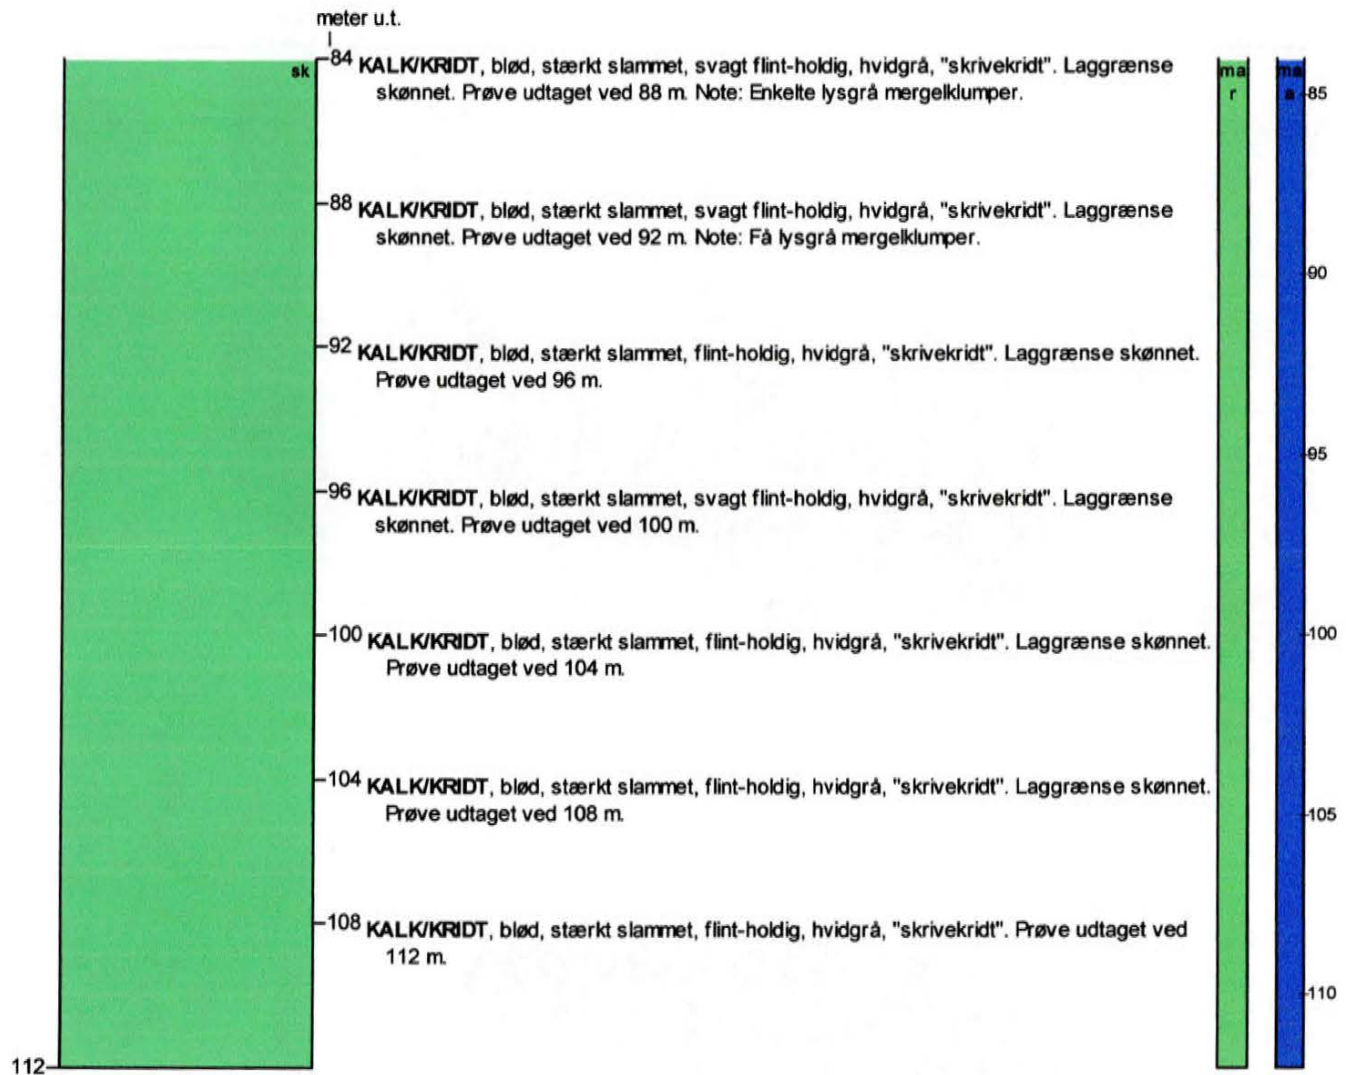 meter u.t.
sk
84 KALK/KRIDT, blød, stærkt slammet, svagt flint-holdig, hvidgrå, "skrivekridt". Laggrænse
skønnet. Prøve udtaget ved 88 m. Note: Enkelte lysgrå mergelklumper.
88 KALK/KRIDT, blød, stærkt slammet, svagt flint-holdig, hvidgrå, "skrivekridt". Laggrænse
skønnet. Prøve udtaget ved 92 m. Note: Få lysgrå mergelklumper.
92 KALK/KRIDT, blød, stærkt slammet, flint-holdig, hvidgrå, "skrivekridt". Laggrænse skønnet.
Prøve udtaget ved 96 m.
96 KALK/KRIDT, blød, stærkt slammet, svagt flint-holdig, hvidgrå, "skrivekridt". Laggrænse
skønnet. Prøve udtaget ved 100 m.
100 KALK/KRIDT, blød, stærkt slammet, flint-holdig, hvidgrå, "skrivekridt". Laggrænse skønnet.
Prøve udtaget ved 104 m.
104 KALK/KRIDT, blød, stærkt slammet, flint-holdig, hvidgrå, "skrivekridt". Laggrænse skønnet.
Prøve udtaget ved 108 m.
108 KALK/KRIDT, blød, stærkt slammet, flint-holdig, hvidgrå, "skrivekridt". Prøve udtaget ved
112 m.
112
ma
r
ma
a
85
90
95
100
105
110